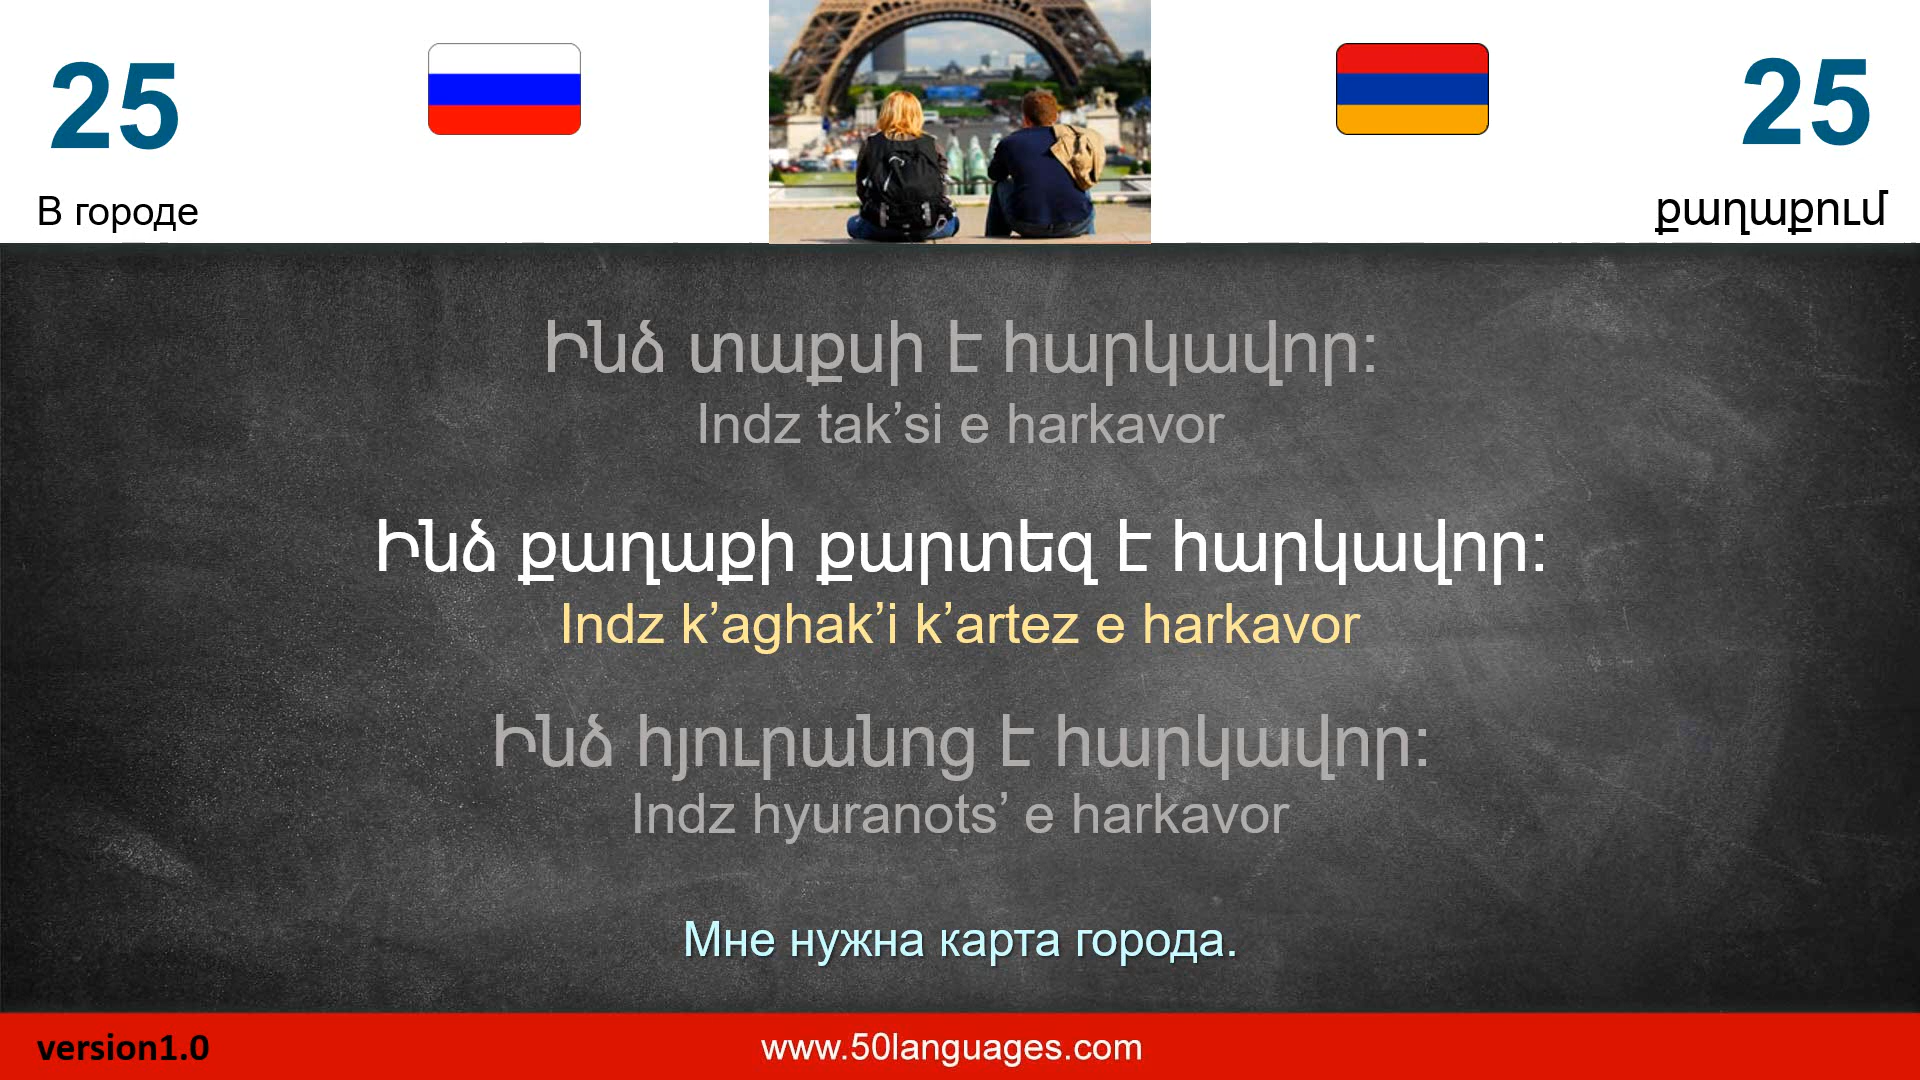 25
25
В городе
քաղաքում
Ինձ տաքսի է հարկավոր:
Indz tak’si e harkavor
Ինձ քաղաքի քարտեզ է հարկավոր:
Indz k’aghak’i k’artez e harkavor
Ինձ հյուրանոց է հարկավոր:
Indz hyuranots’ e harkavor
Мне нужна карта города.
version1.0
www.50languages.com